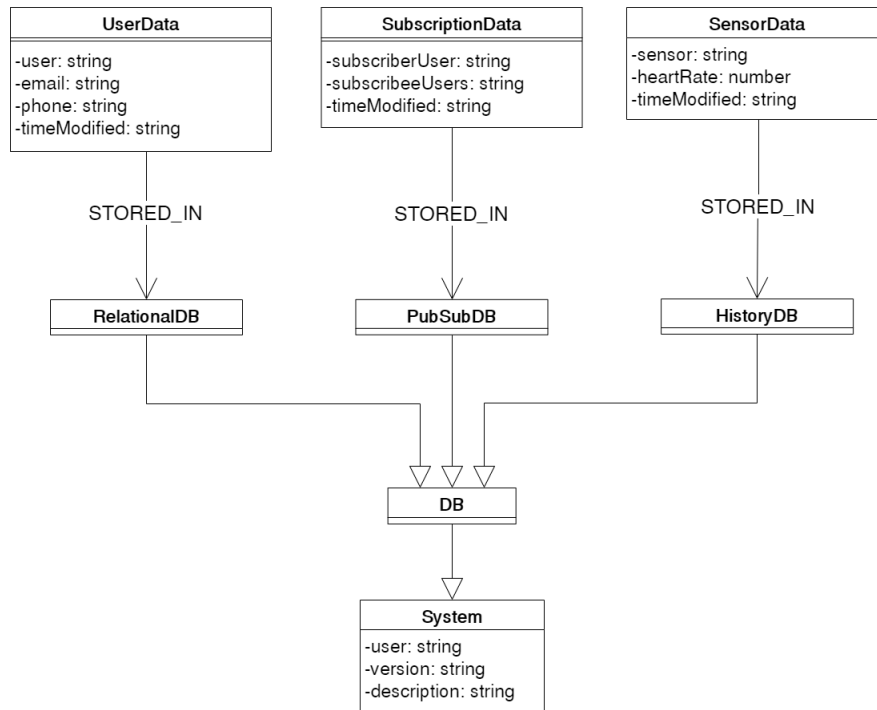 UserData
-user: string
-email: string
-phone: string
-timeModified: string
SubscriptionData
-subscriberUser: string
-subscribeeUsers: string
-timeModified: string
SensorData
-sensor: string
-heartRate: number
-timeModified: string
STORED_IN
STORED_IN
STORED_IN
RelationalDB
PubSubDB
HistoryDB
DB
System
-user: string
-version: string
-description: string